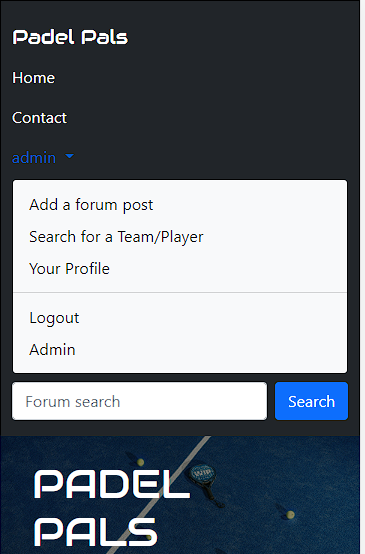 Padel Pals
Home
Contact
admin
Add a forum post
Search for a Team/Player
Your Profile
Logout
Admin
Forum search
Search
PADEL
PALS